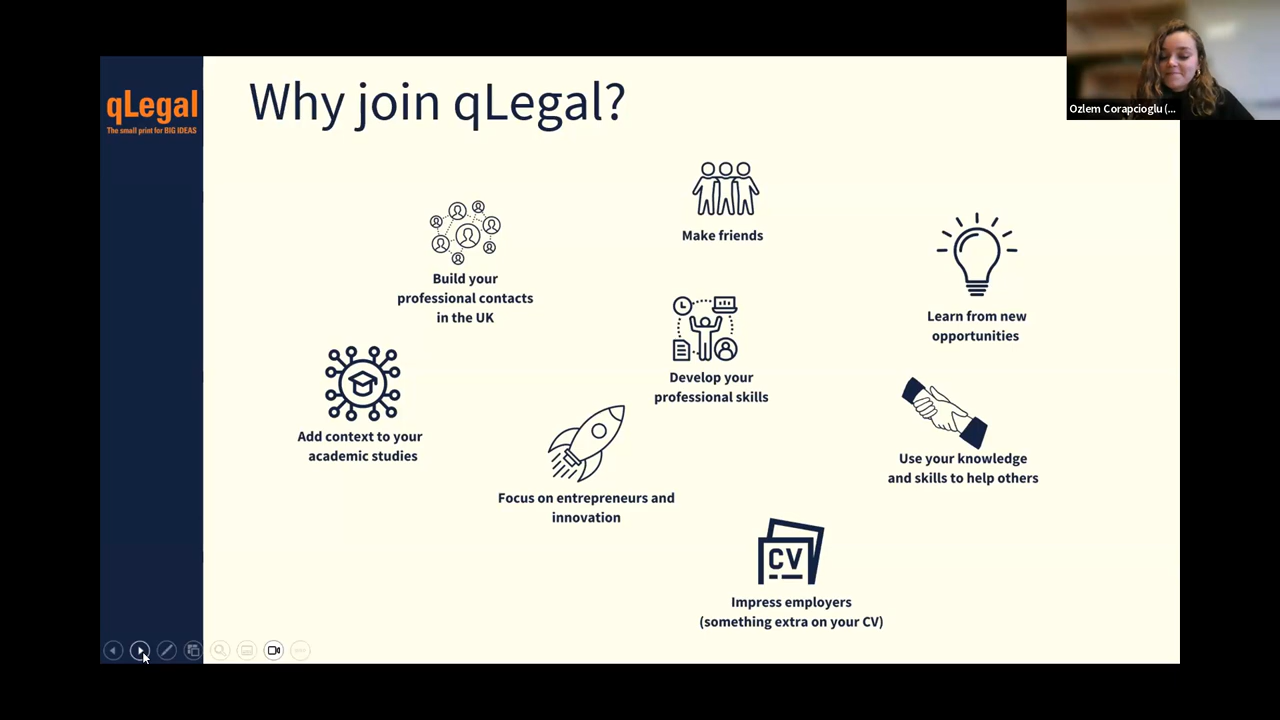 qLegal
The small print for BIG IDEAS
Why join qLegal?
Ozlem Corapcioglu (...
Make friends
Build your
professional contacts
in the UK
Learn from new
opportunities
Develop your
professional skills
Add context to your
academic studies
Use your knowledge
and skills to help others
Focus on entrepreneurs and
innovation
CV
Impress employers
(something extra on your CV)